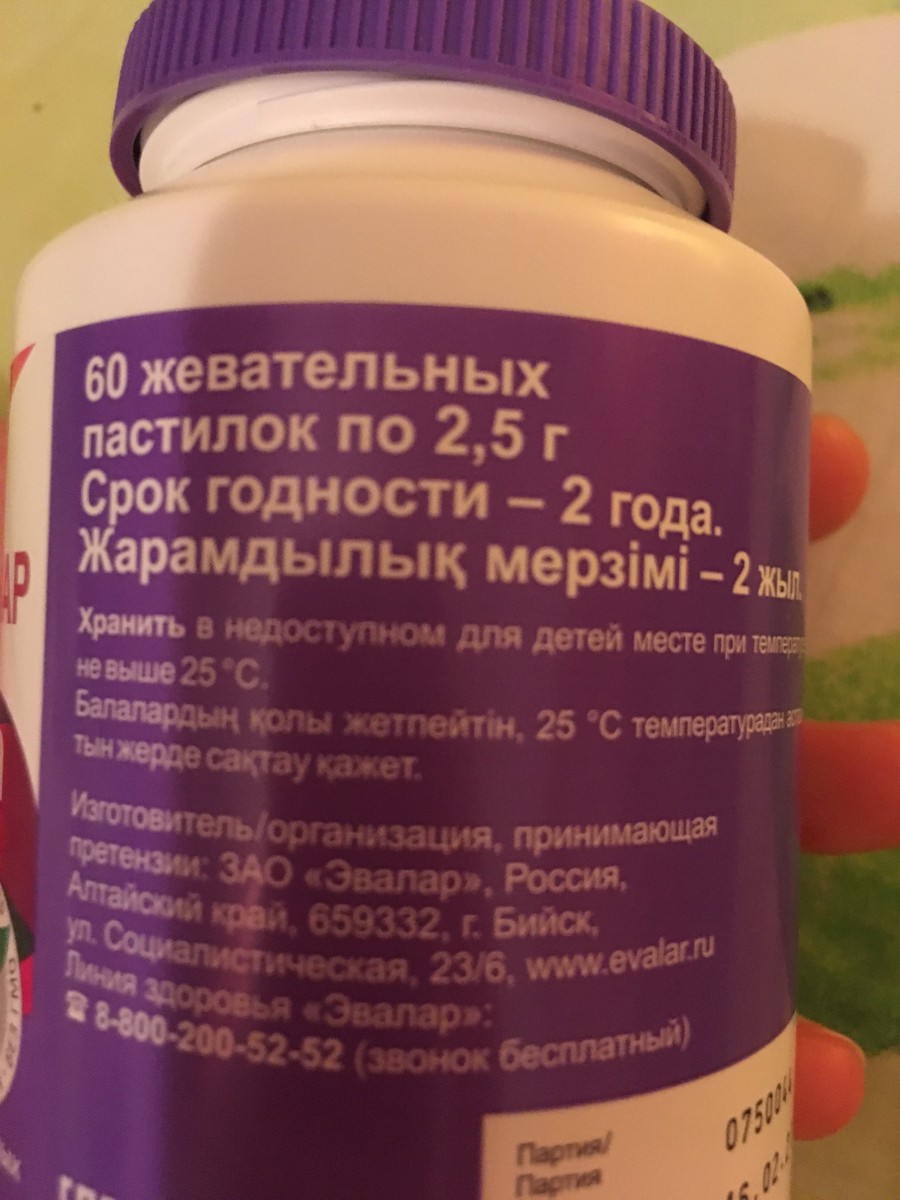 60 жевательных
пастилок по 2,5 г
Срок годности – 2 года.
Жарамдылық мерзімі – 2 жыл.
Хранить в недоступном для детей месте при
не выше 25 °С.
Балалардың қолы жетпейтін, 25 °С температурадан
тын жерде сақтау қажет.
Изготовитель/организация, принимающая
претензии: ЗАО «Эвалар», Россия,
Алтайский край, 659332, г. Бийск,
ул. Социалистическая, 23/6, www.evalar.ru
Линия здоровья «Эвалар»:
☎ 8-800-200-52-52 (звонок бесплатный)
Партия/
Партия
АР